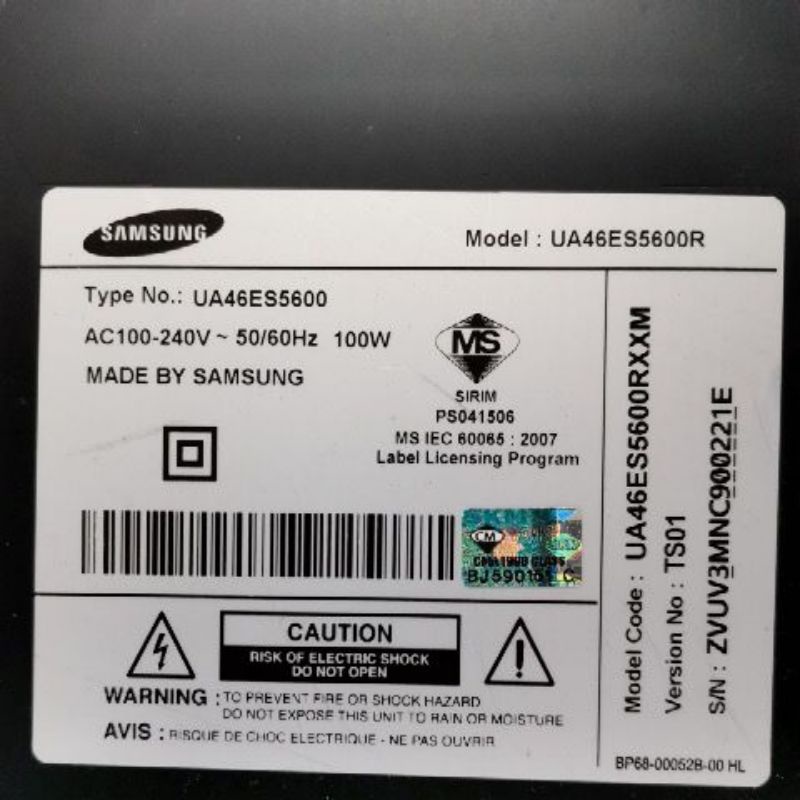 SAMSUNG
Model : UA46ES5600R
Type No.: UA46ES5600
AC100-240V ~ 50/60Hz 100W
MADE BY SAMSUNG
MS
SIRIM
PS041506
MS IEC 60065 : 2007
Label Licensing Program
CM
CAUTION
RISK OF ELECTRIC SHOCK
DO NOT OPEN
WARNING : TO PREVENT FIRE OR SHOCK HAZARD
DO NOT EXPOSE THIS UNIT TO RAIN OR MOISTURE
AVIS : RISQUE DE CHOC ELECTRIQUE - NE PAS OUVRIR
Model Code : UA46ES5600RXXM
Version No : TS01
S/N : ZVUV3MNC900221E
BP68-00052B-00 HL